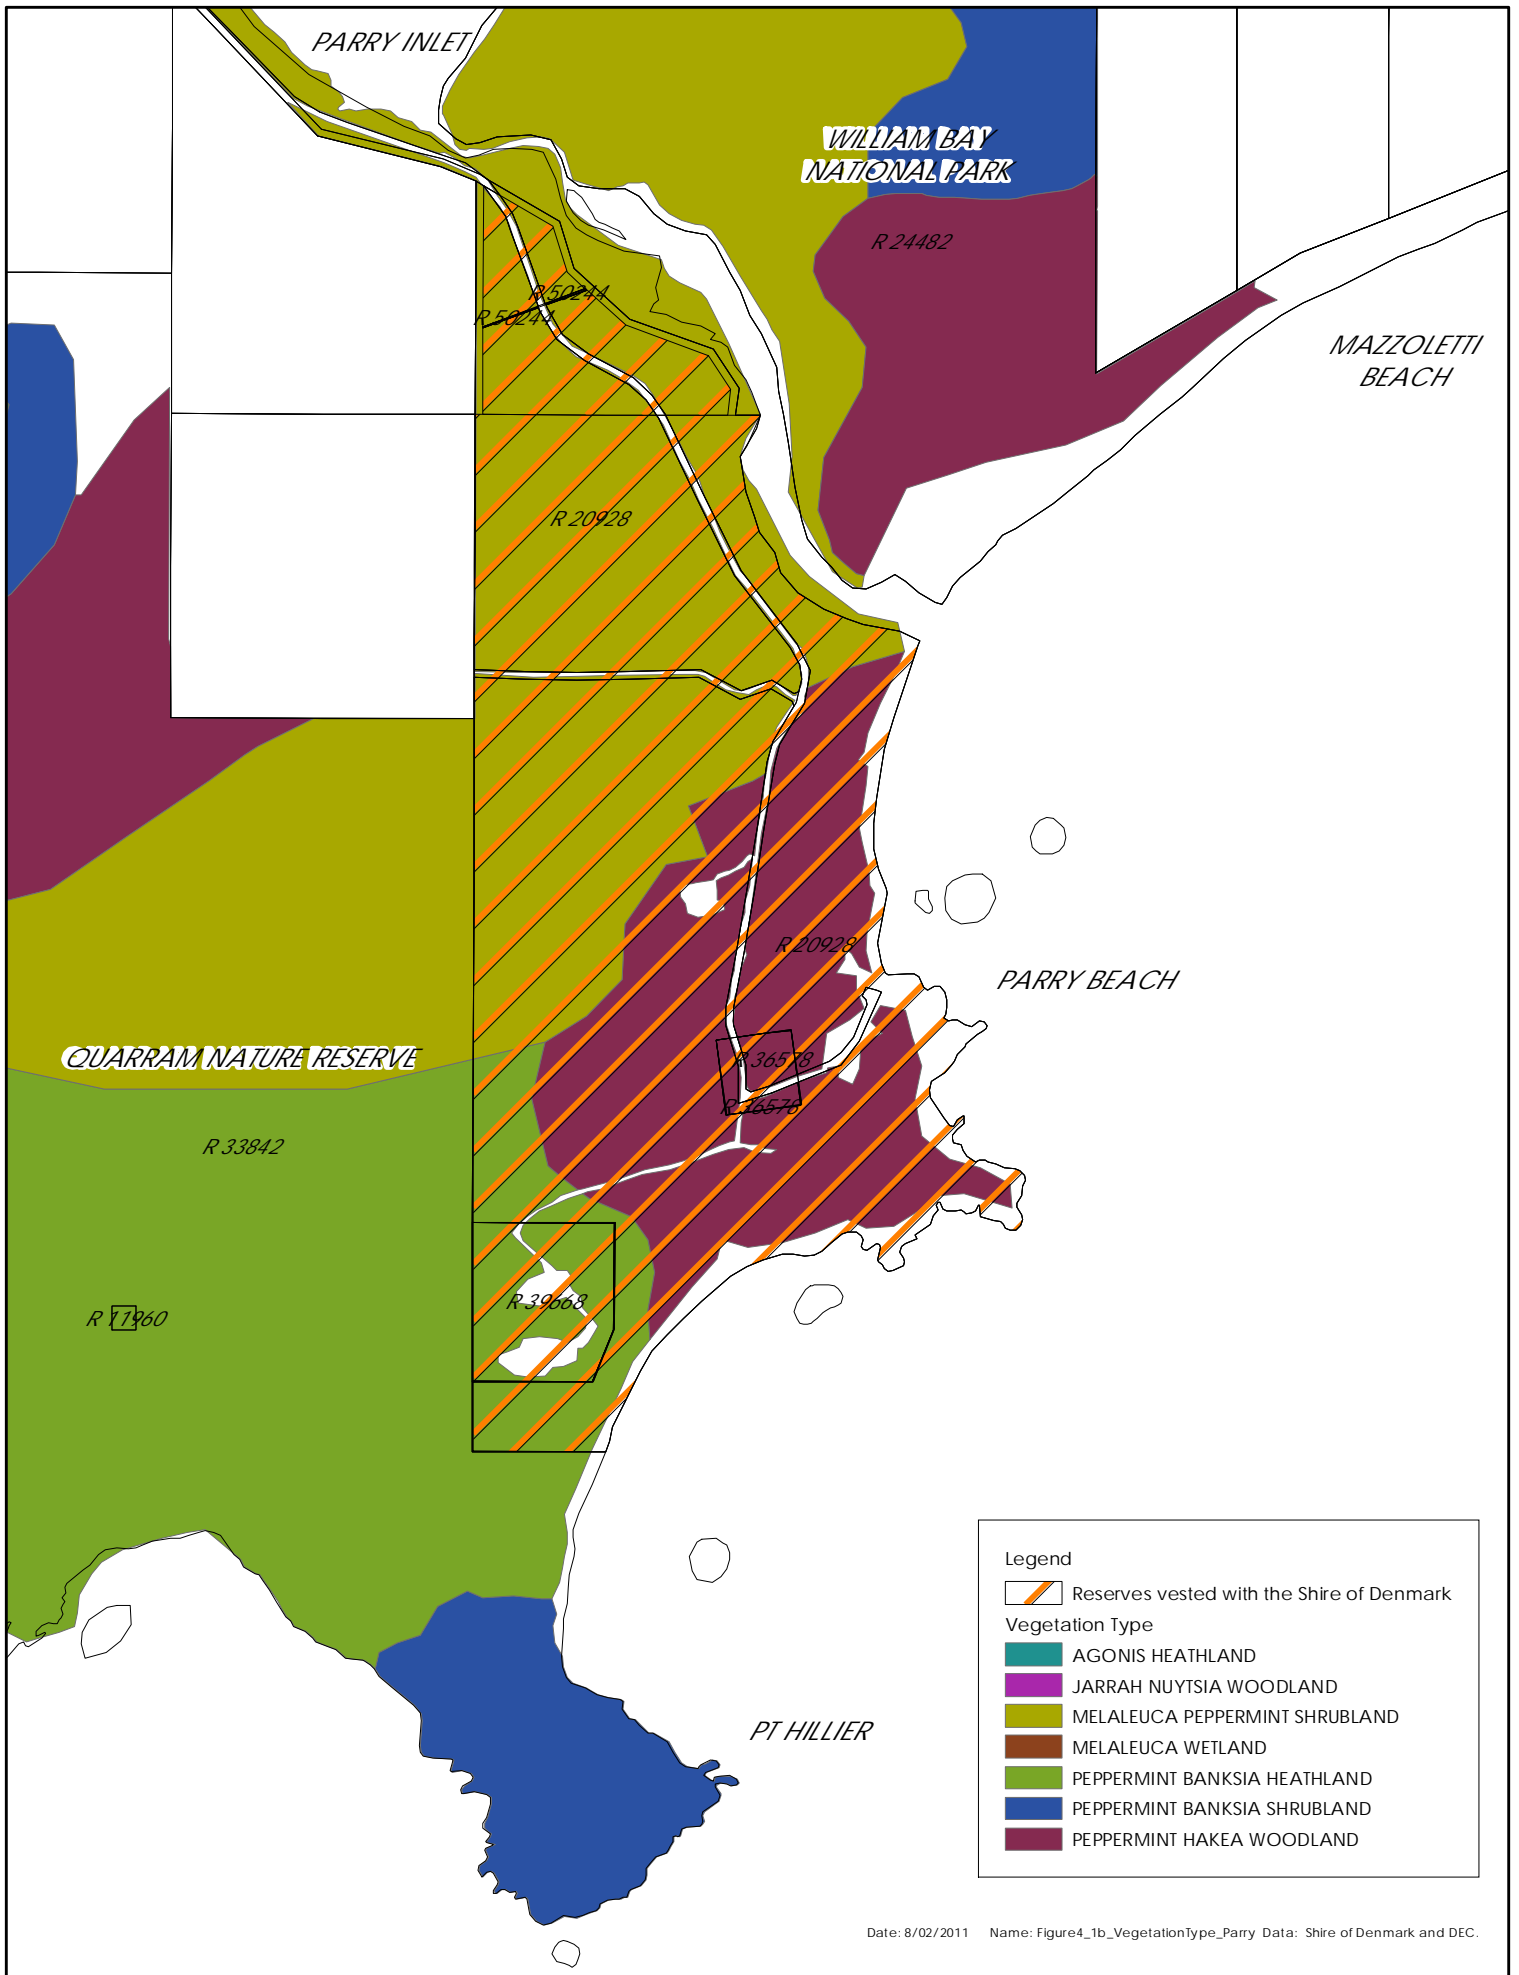 PARRY INLET
WILLIAM BAY
NATIONAL PARK
R 24482
R 50244
R 50244
MAZZOLETTI
BEACH
R 20928
R 20928
PARRY BEACH
QUARRAM NATURE RESERVE
R 36578
R 36578
R 33842
R 39668
R 11960
PT HILLIER
Legend
Reserves vested with the Shire of Denmark
Vegetation Type
AGONIS HEATHLAND
JARRAH NUYTSIA WOODLAND
MELALEUCA PEPPERMINT SHRUBLAND
MELALEUCA WETLAND
PEPPERMINT BANKSIA HEATHLAND
PEPPERMINT BANKSIA SHRUBLAND
PEPPERMINT HAKEA WOODLAND
Date: 8/02/2011 Name: Figure4_1b_VegetationType_Parry Data: Shire of Denmark and DEC.